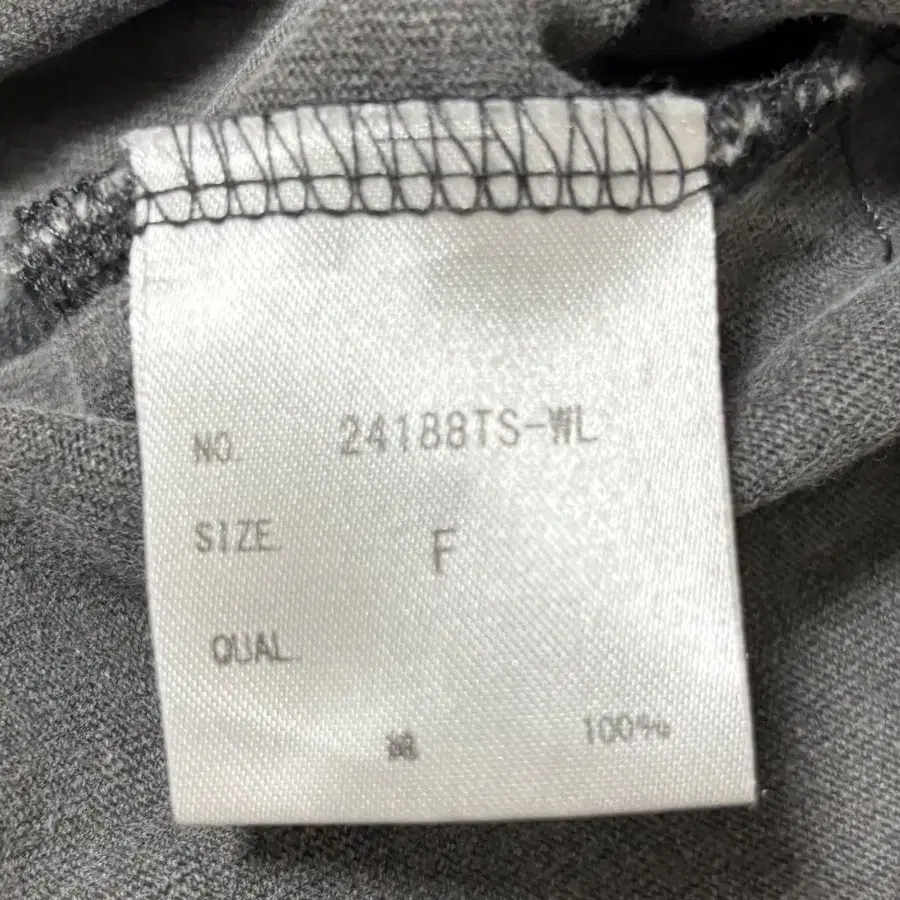 NO. 24188TS-WL
SIZE. F
QUAL.
綿 100%